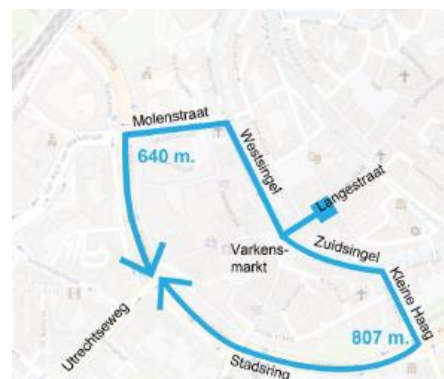 Molenstraat
640 m.
Westsingel
Langestraat
Varkens-
markt
Zuidsingel
Kleine Haag
Utrechtseweg
807 m.
Stadsring